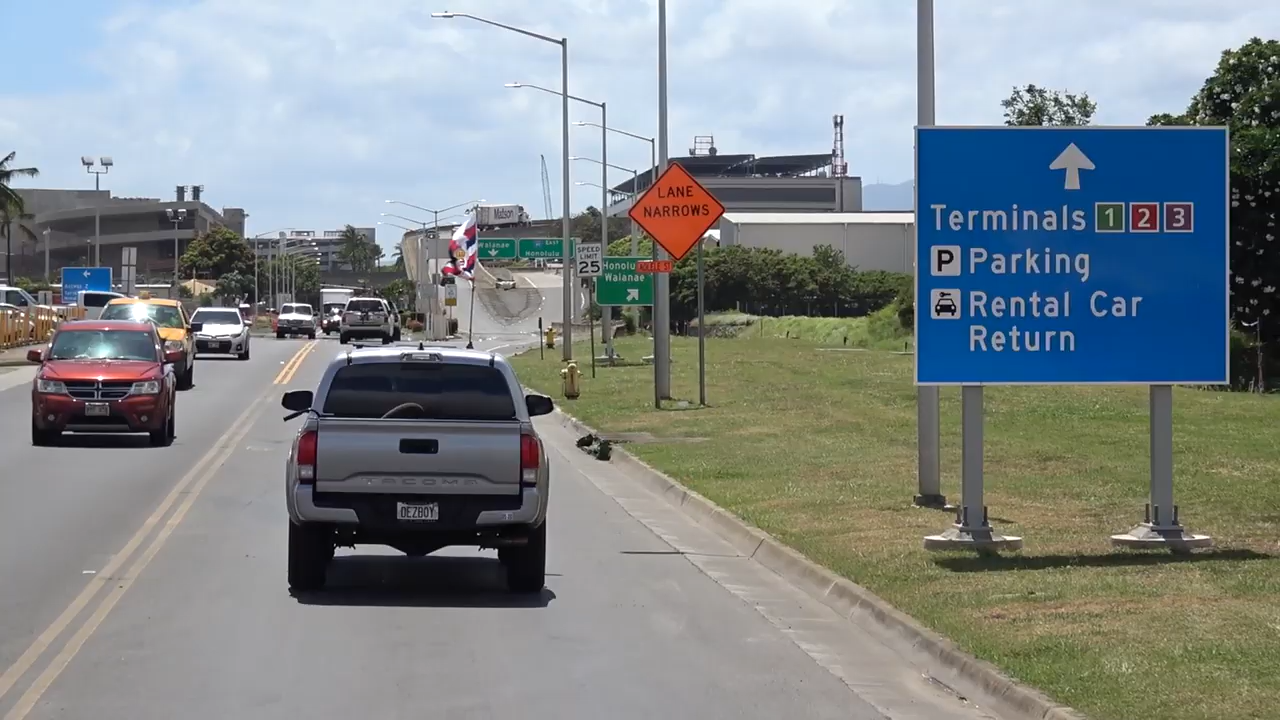 Terminals 1 2 3
P Parking
Rental Car
Return
LANE
NARROWS
SPEED
LIMIT
25
Honolulu
Waianae
Waianae
EAST
Honolulu
Matson
TACOMA
DEZBOY